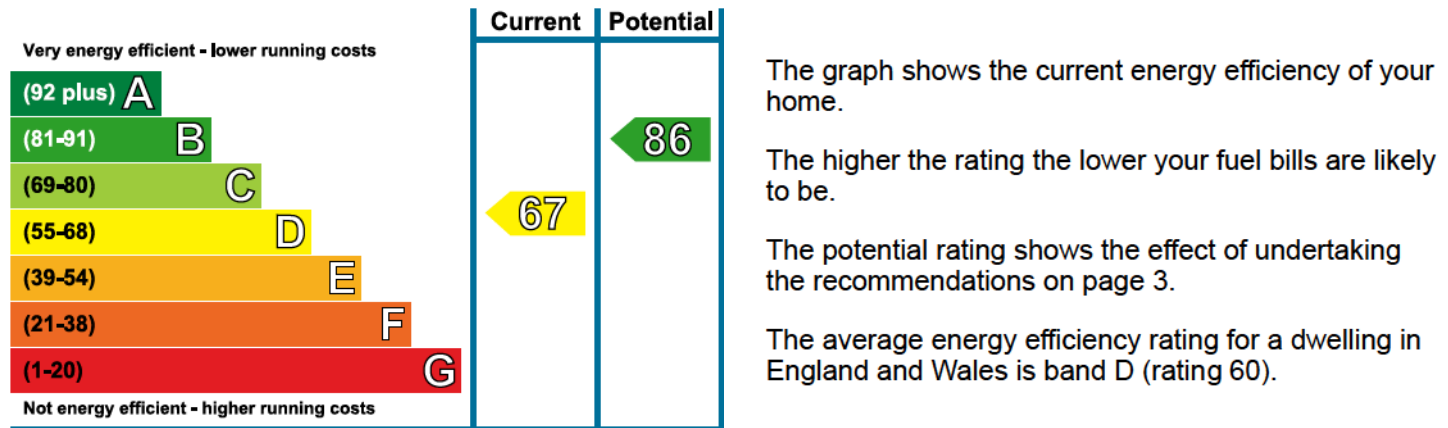 Current Potential
Very energy efficient - lower running costs
(92 plus) A
(81-91) B
86
(69-80) C
67
(55-68) D
(39-54) E
(21-38) F
(1-20) G
Not energy efficient - higher running costs
The graph shows the current energy efficiency of your
home.
The higher the rating the lower your fuel bills are likely
to be.
The potential rating shows the effect of undertaking
the recommendations on page 3.
The average energy efficiency rating for a dwelling in
England and Wales is band D (rating 60).